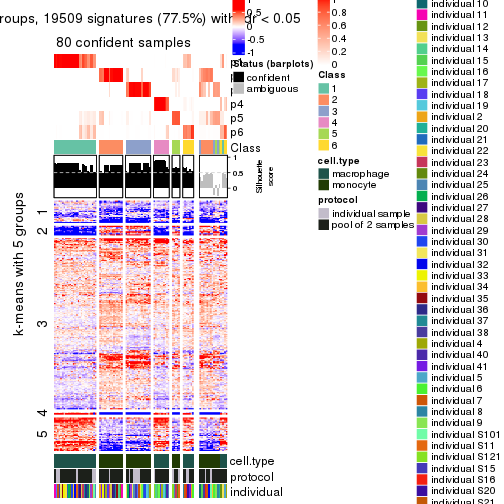 roups, 19509 signatures (77.5%) with
r < 0.05
80 confident samples
p4
p5
p6
Class
1
0.5
0
Silhouette
score
k-means with 5 groups
1
2
3
4
5
cell.type
protocol
individual
0.5
0
-0.5
-1
Status (barplots)
confident
ambiguous
0.8
0.6
0.4
0.2
0
Class
1
2
3
4
5
6
cell.type
macrophage
monocyte
protocol
individual sample
pool of 2 samples
individual 10
individual 11
individual 12
individual 13
individual 14
individual 15
individual 16
individual 17
individual 18
individual 19
individual 2
individual 20
individual 21
individual 22
individual 23
individual 24
individual 25
individual 26
individual 27
individual 28
individual 29
individual 30
individual 31
individual 32
individual 33
individual 34
individual 35
individual 36
individual 37
individual 38
individual 4
individual 40
individual 41
individual 5
individual 6
individual 7
individual 8
individual 9
individual S101
individual S11
individual S121
individual S15
individual S16
individual S20
individual S21